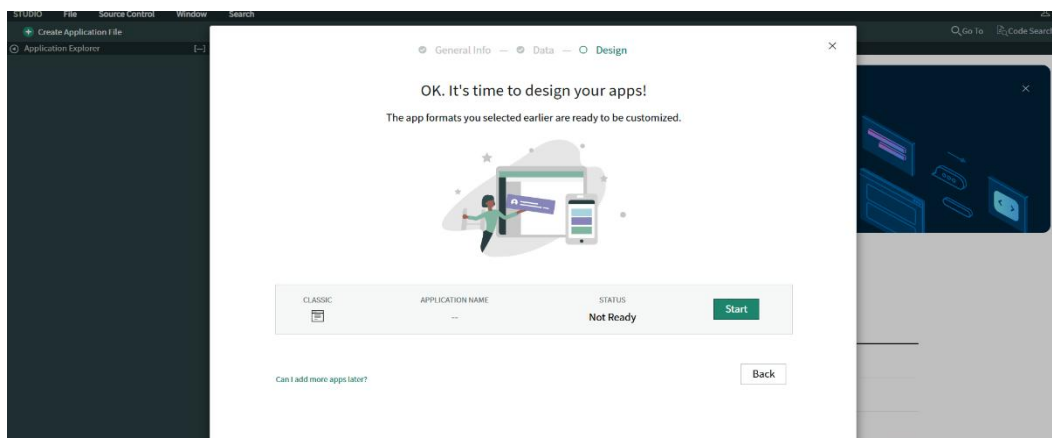 STUDIO File Source Control Window Search
Create Application File
Go To Code Search
Application Explorer
General Info — Data — Design
OK. It's time to design your apps!
The app formats you selected earlier are ready to be customized.
CLASSIC APPLICATION NAME STATUS
-- Not Ready Start
Can I add more apps later? Back